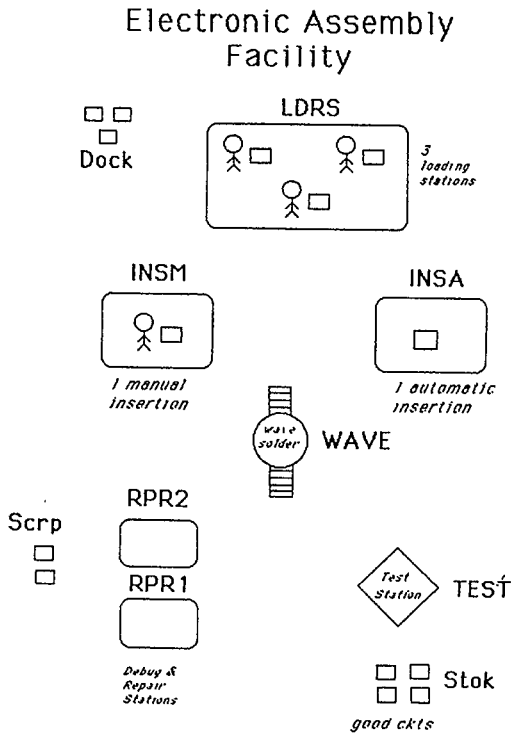 Electronic Assembly
Facility
LDRS
Dock
3
loading
stations
INSM
INSA
1 manual
insertion
1 automatic
insertion
wave
solder
WAVE
RPR2
Scrp
RPR1
Test
Station
TEST
Debug &
Repair
Stations
Stok
good ckts